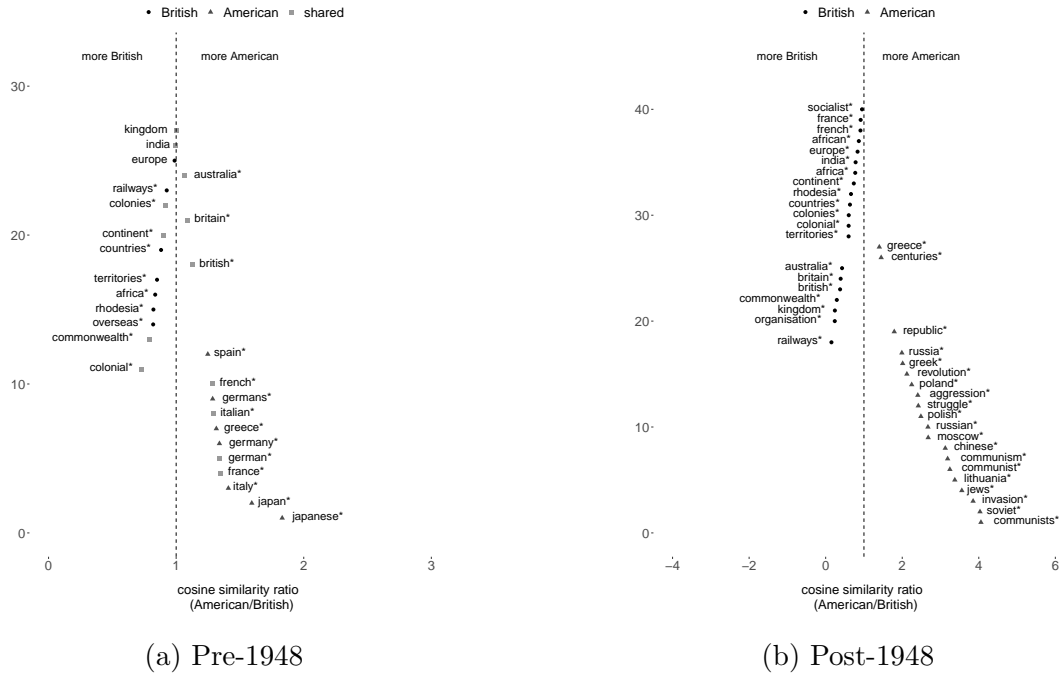 British American shared
more British more American
30
kingdom
india
europe
australia*
railways*
colonies*
britain*
20
continent*
countries*
british*
territories*
africa*
rhodesia*
overseas*
commonwealth*
spain*
colonial*
10
french*
germans*
italian*
greece*
germany*
german*
france*
italy*
japan*
japanese*
0
0 1 2 3
cosine similarity ratio
(American/British)
(a) Pre-1948
British American
more British more American
40
socialist*
france*
french*
african*
europe*
india*
africa*
continent*
rhodesia*
countries*
colonies*
30
colonial*
territories*
greece*
centuries*
australia*
britain*
british*
commonwealth*
kingdom*
organisation*
20
republic*
railways*
russia*
greek*
revolution*
poland*
aggression*
struggle*
polish*
russian*
10
moscow*
chinese*
communism*
communist*
lithuania*
jews*
invasion*
soviet*
communists*
0
−4 −2 0 2 4 6
cosine similarity ratio
(American/British)
(b) Post-1948